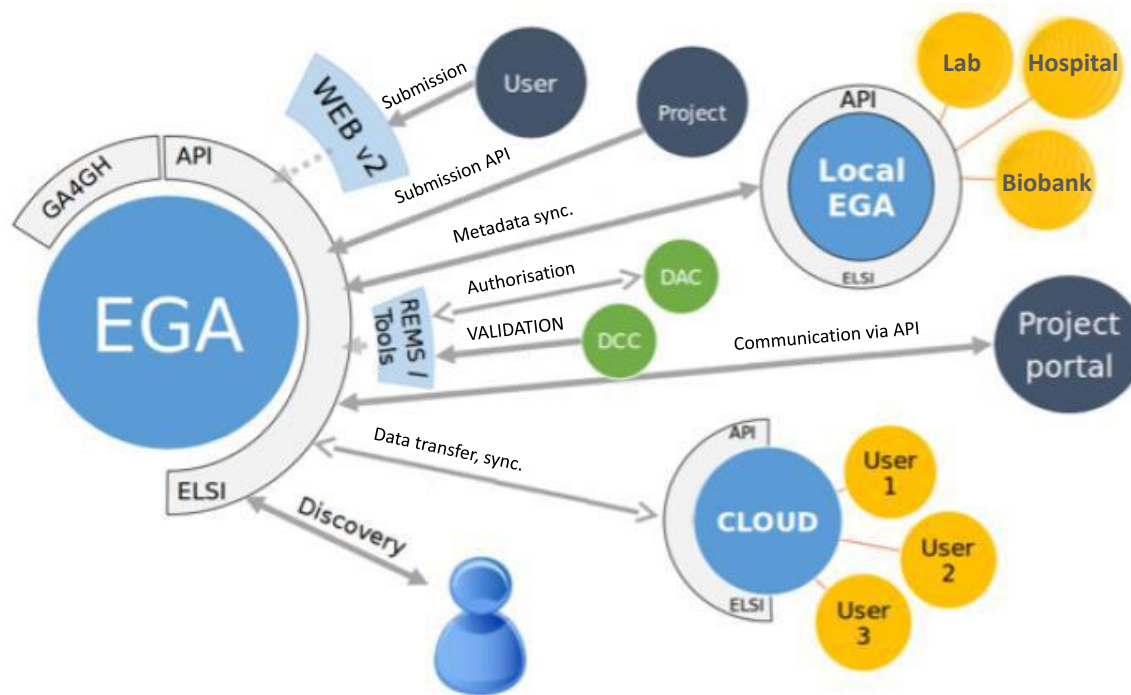 GA4GH
API
EGA
ELSI
WEB v2
Submission
User
Project
Submission API
Metadata sync.
API
Local
EGA
ELSI
Lab
Hospital
Biobank
Authorisation
DAC
REMS /
Tools
VALIDATION
DCC
Communication via API
Project
portal
Data transfer, sync.
API
CLOUD
ELSI
User
1
User
2
User
3
Discovery